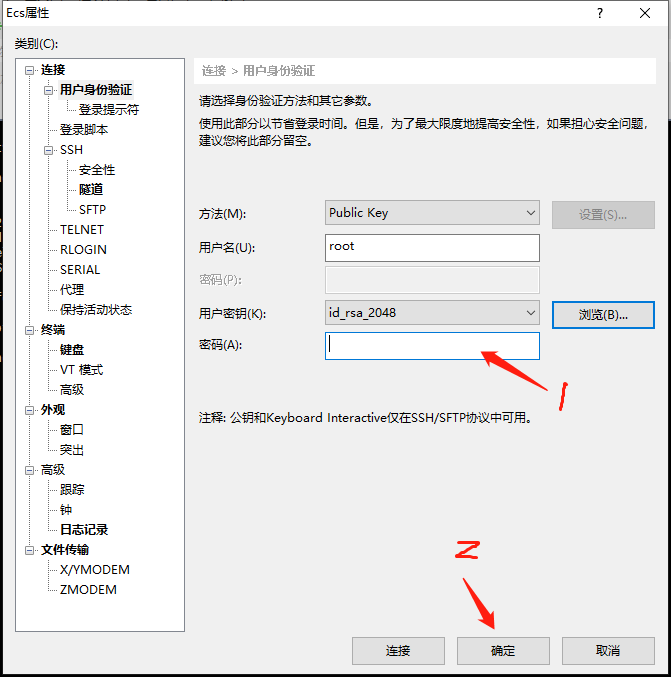 Ecs属性
?
类别(C):
连接
用户身份验证
登录提示符
登录脚本
SSH
安全性
隧道
SFTP
TELNET
RLOGIN
SERIAL
代理
保持活动状态
终端
键盘
VT 模式
高级
外观
窗口
突出
高级
跟踪
钟
日志记录
文件传输
X/YMODEM
ZMODEM
连接 > 用户身份验证
请选择身份验证方法和其它参数。
使用此部分以节省登录时间。但是，为了最大限度地提高安全性，如果担心安全问题，
建议您将此部分留空。
方法(M): Public Key 设置(S)...
用户名(U): root
密码(P):
用户密钥(K): id_rsa_2048 浏览(B)...
密码(A):
1
注释: 公钥和Keyboard Interactive仅在SSH/SFTP协议中可用。
2
连接 确定 取消